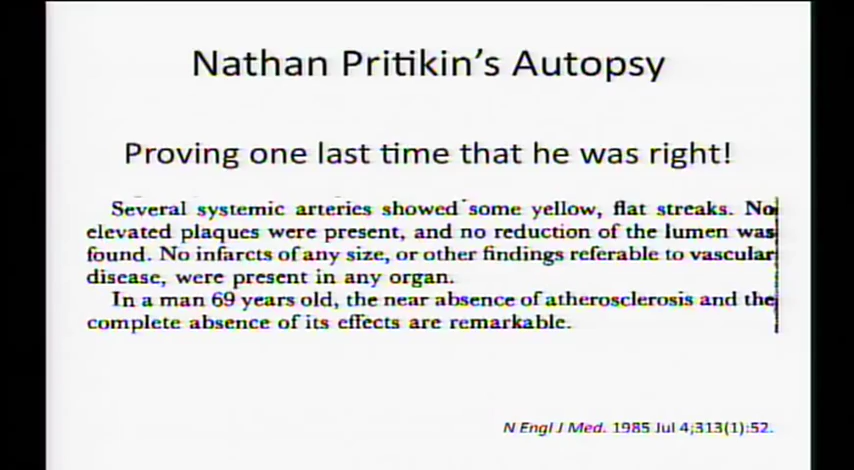 Nathan Pritikin's Autopsy
Proving one last time that he was right!
Several systemic arteries showed some yellow, flat streaks. No
elevated plaques were present, and no reduction of the lumen was
found. No infarcts of any size, or other findings referable to vascular
disease, were present in any organ.
In a man 69 years old, the near absence of atherosclerosis and the
complete absence of its effects are remarkable.
N Engl J Med. 1985 Jul 4;313(1):52.